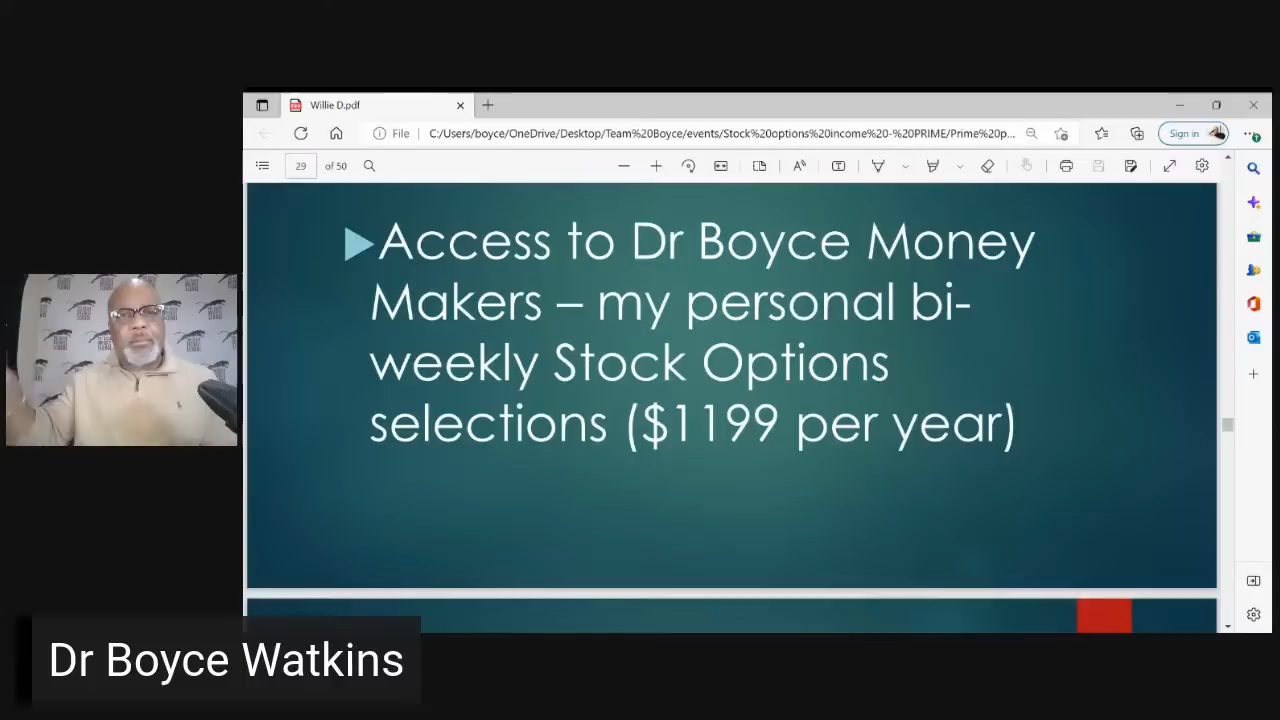 Willie D.pdf
File
C:/Users/boyce/OneDrive/Desktop/Team%20Boyce/events/Stock%20options%20income%20-%20PRIME/Prime%20p...
Sign in
29 of 50
Access to Dr Boyce Money
Makers – my personal bi-
weekly Stock Options
selections ($1199 per year)
Dr Boyce Watkins